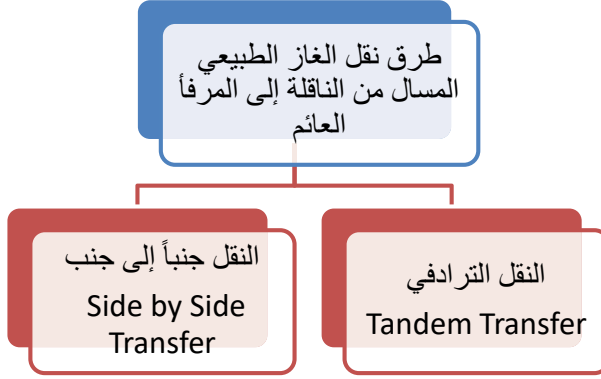 طرق نقل الغاز الطبيعي
المسال من الناقلة إلى المرفأ
العائم
النقل الترادفي
Tandem Transfer
النقل جنباً إلى جنب
Side by Side
Transfer